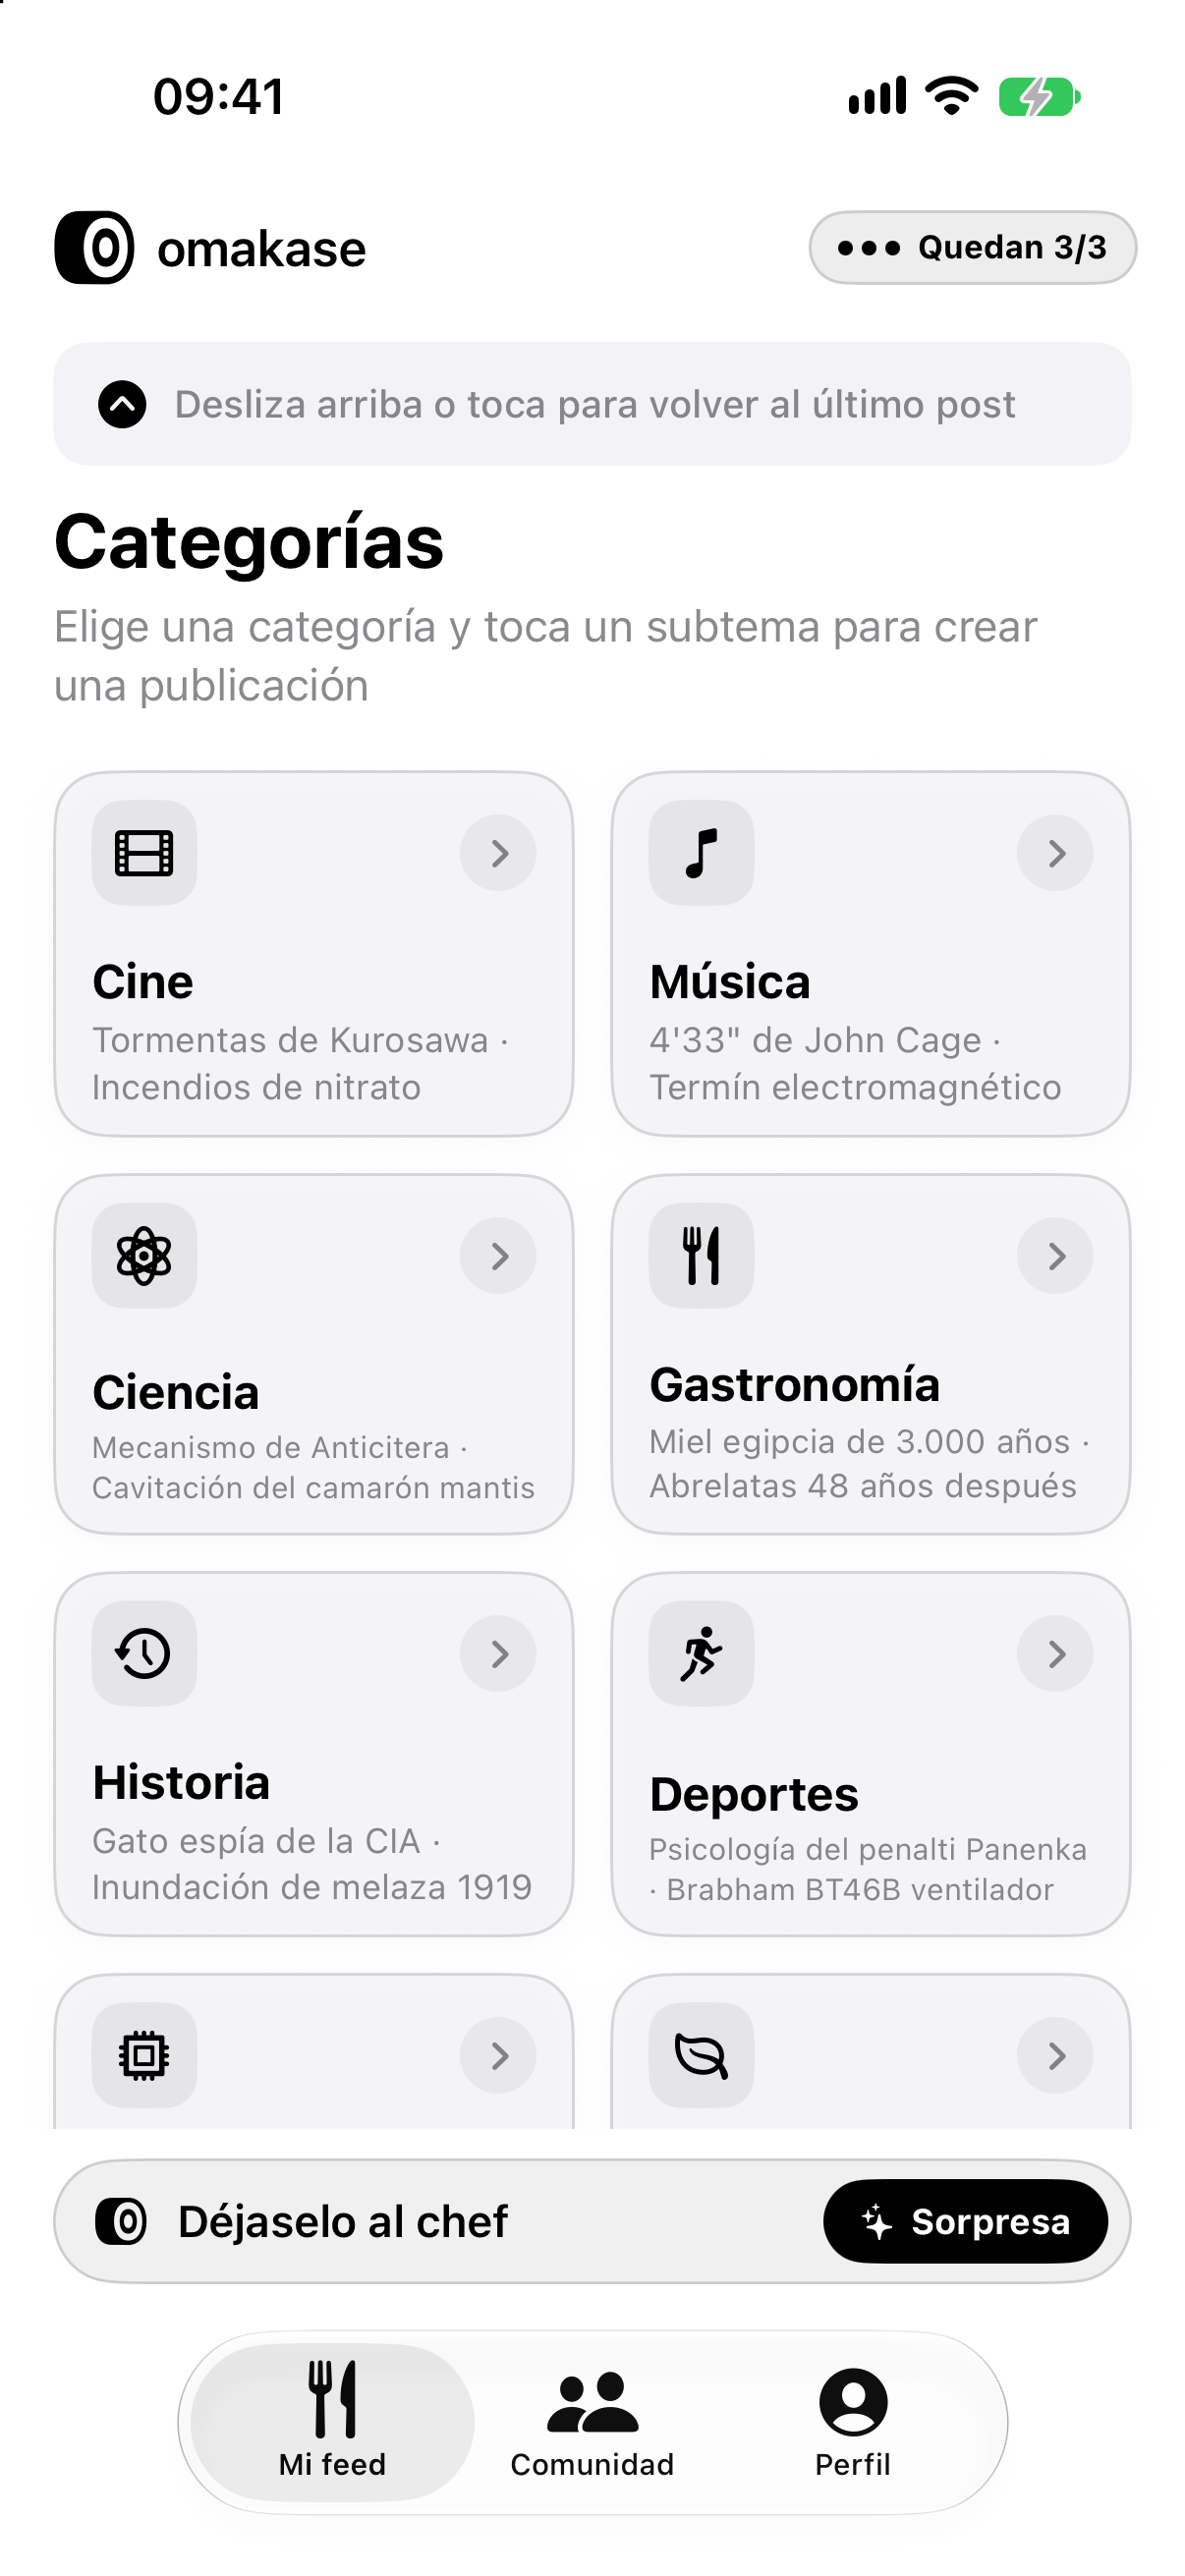 09:41
omakase
Quedan 3/3
Desliza arriba o toca para volver al último post
Categorías
Elige una categoría y toca un subtema para crear
una publicación
Cine
Tormentas de Kurosawa ·
Incendios de nitrato
Música
4'33" de John Cage ·
Termín electromagnético
Ciencia
Mecanismo de Anticitera ·
Cavitación del camarón mantis
Gastronomía
Miel egipcia de 3.000 años ·
Abrelatas 48 años después
Historia
Gato espía de la CIA ·
Inundación de melaza 1919
Deportes
Psicología del penalti Panenka
· Brabham BT46B ventilador
Déjaselo al chef
Sorpresa
Mi feed
Comunidad
Perfil